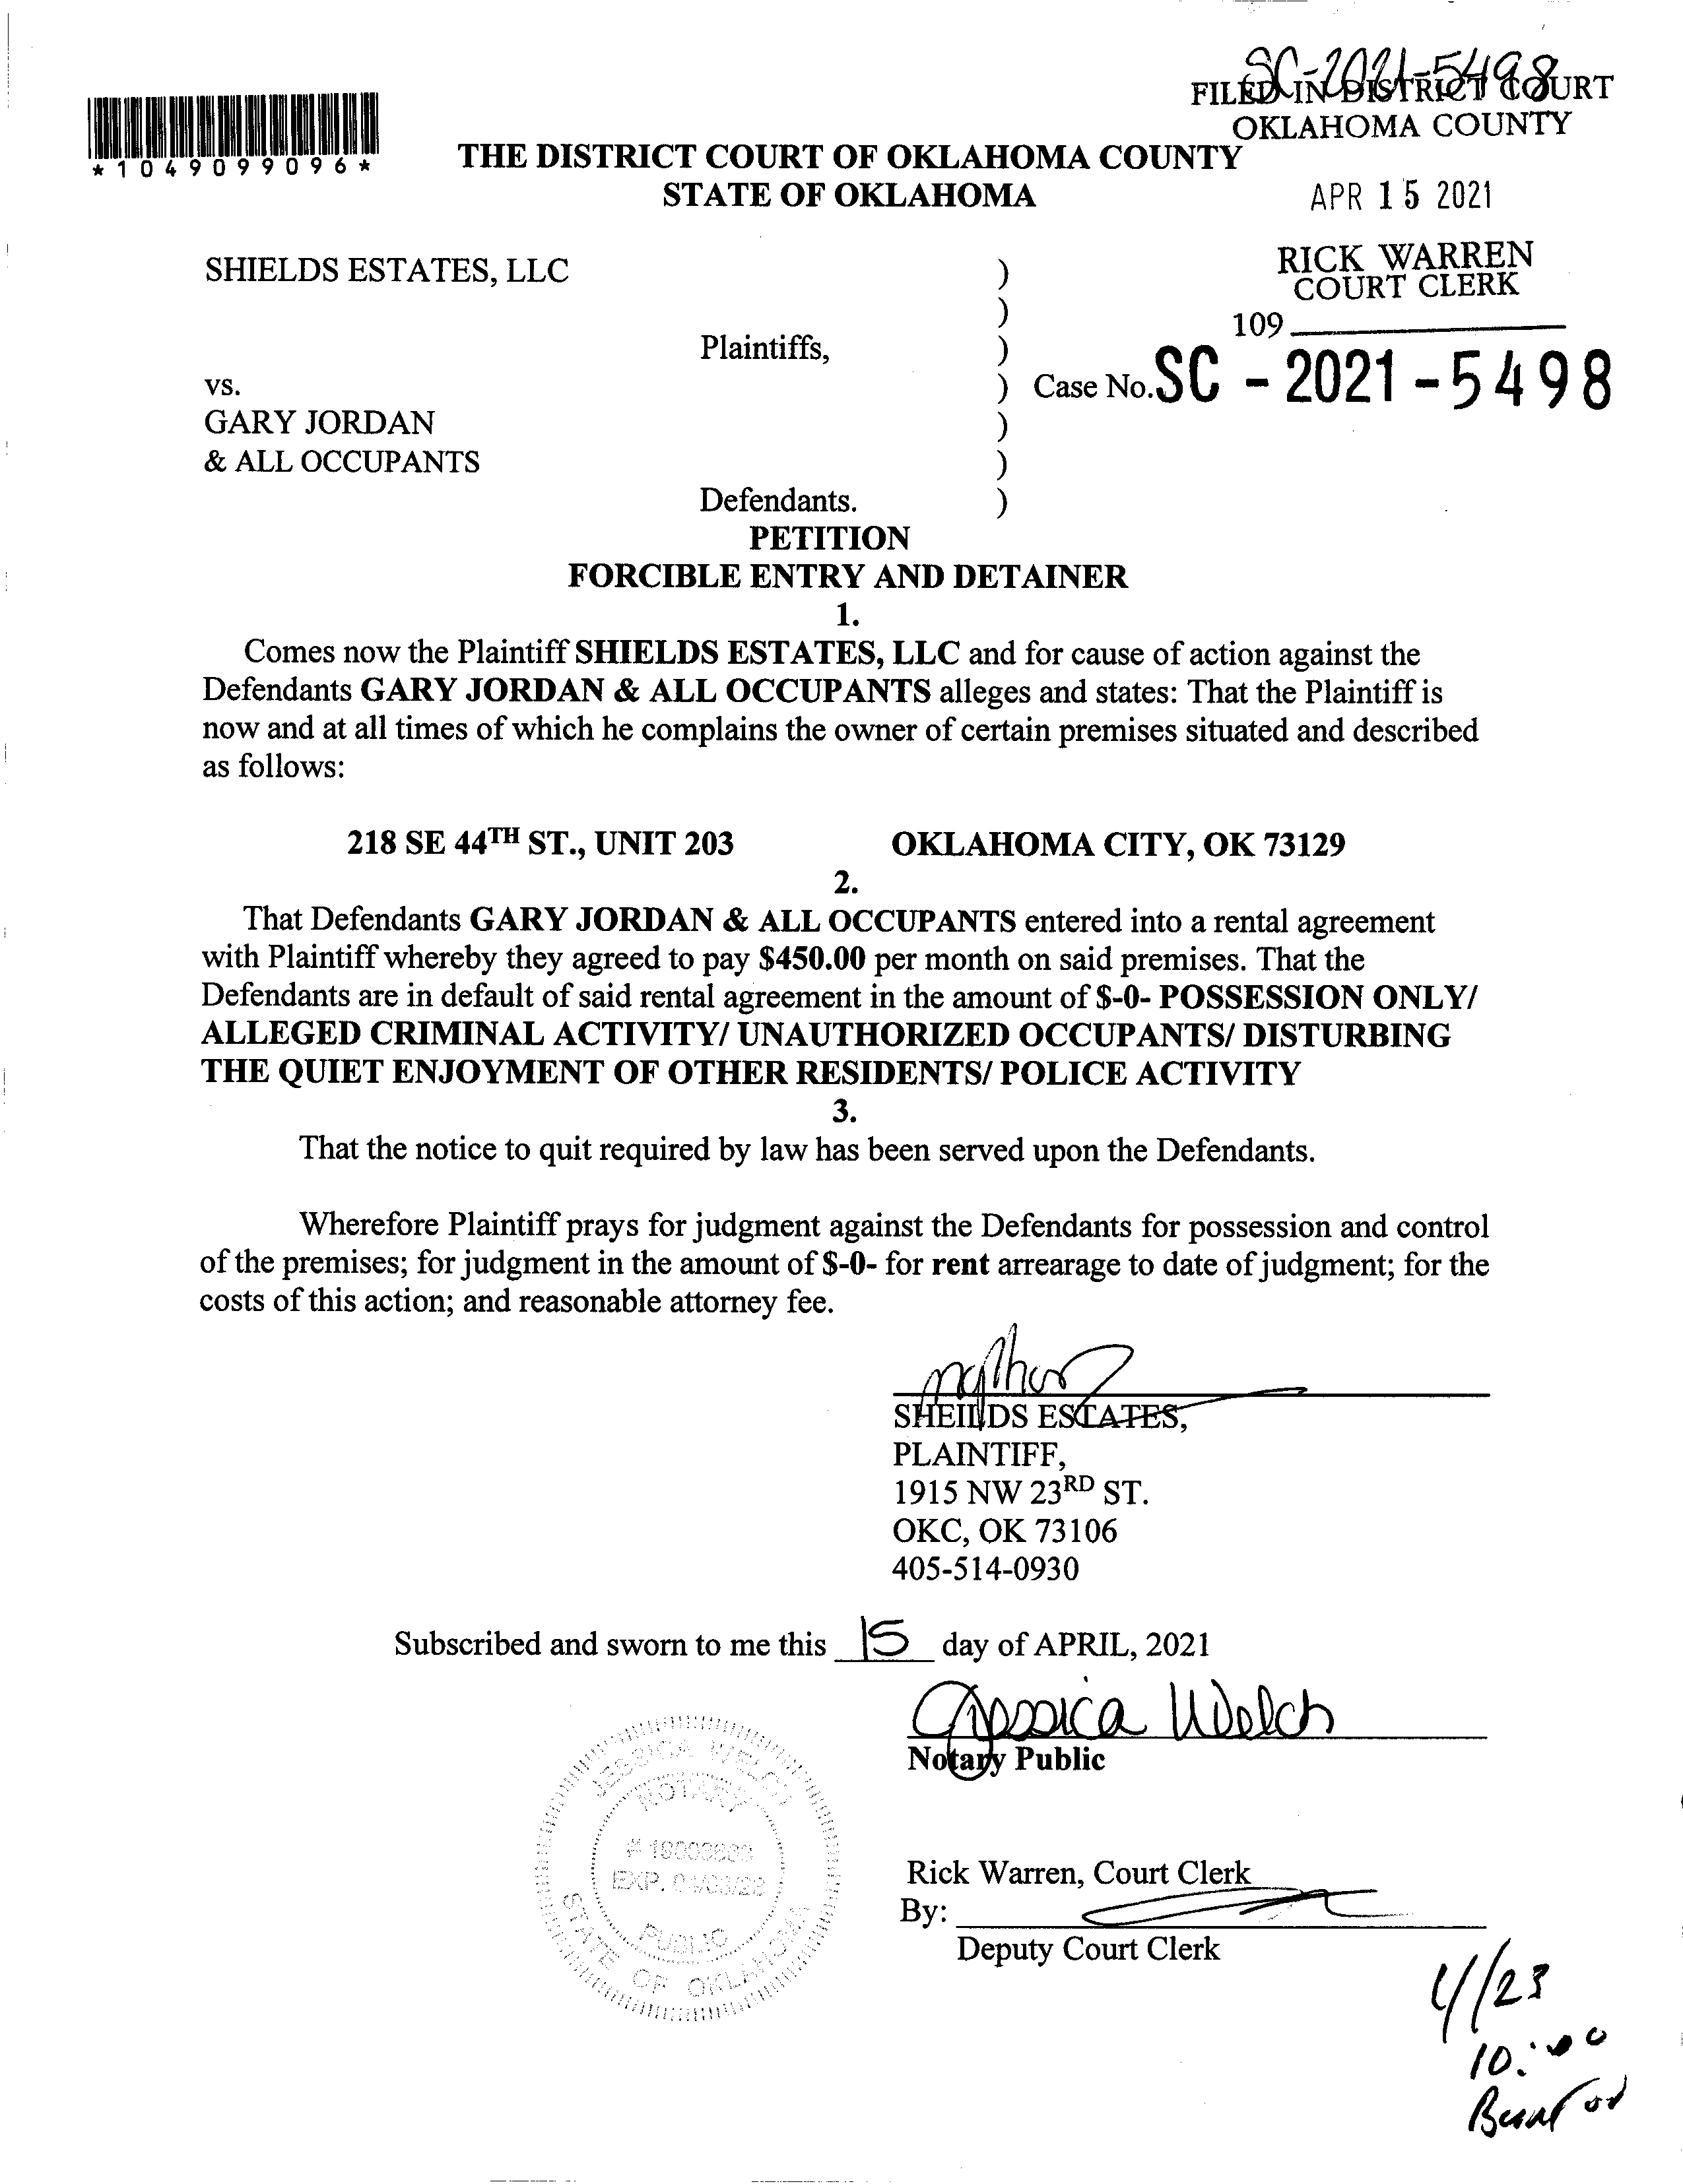 SC-2021-5498
FILED IN DISTRICT COURT
OKLAHOMA COUNTY
*1049099096*
THE DISTRICT COURT OF OKLAHOMA COUNTY
STATE OF OKLAHOMA
APR 15 2021
RICK WARREN
COURT CLERK
109
SHIELDS ESTATES, LLC )
)
Plaintiffs, )
vs. ) Case No. SC - 2021 - 5498
GARY JORDAN )
& ALL OCCUPANTS )
Defendants. )
PETITION
FORCIBLE ENTRY AND DETAINER
1.
Comes now the Plaintiff SHIELDS ESTATES, LLC and for cause of action against the
Defendants GARY JORDAN & ALL OCCUPANTS alleges and states: That the Plaintiff is
now and at all times of which he complains the owner of certain premises situated and described
as follows:
218 SE 44TH ST., UNIT 203 OKLAHOMA CITY, OK 73129
2.
That Defendants GARY JORDAN & ALL OCCUPANTS entered into a rental agreement
with Plaintiff whereby they agreed to pay $450.00 per month on said premises. That the
Defendants are in default of said rental agreement in the amount of $-0- POSSESSION ONLY/
ALLEGED CRIMINAL ACTIVITY/ UNAUTHORIZED OCCUPANTS/ DISTURBING
THE QUIET ENJOYMENT OF OTHER RESIDENTS/ POLICE ACTIVITY
3.
That the notice to quit required by law has been served upon the Defendants.
Wherefore Plaintiff prays for judgment against the Defendants for possession and control
of the premises; for judgment in the amount of $-0- for rent arrearage to date of judgment; for the
costs of this action; and reasonable attorney fee.
SHEILDS ESTATES,
PLAINTIFF,
1915 NW 23RD ST.
OKC, OK 73106
405-514-0930
Subscribed and sworn to me this 15 day of APRIL, 2021
Jessica Welch
Notary Public
JESSICA WELCH
NOTARY
EXP.
PUBLIC
STATE OF OKLAHOMA
Rick Warren, Court Clerk
By:
Deputy Court Clerk
4/23
10:00